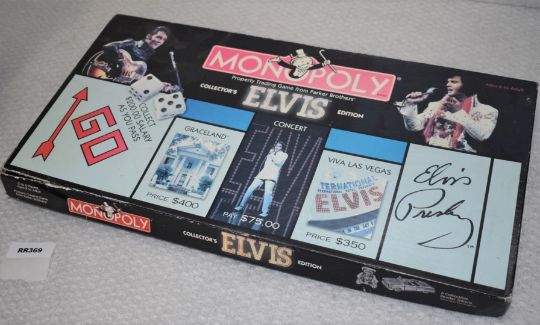 MONOPOLY®
Property Trading Game from Parker Brothers®
COLLECTOR'S
ELVIS
EDITION
COLLECT
$200.00 SALARY
AS YOU PASS
GO
GRACELAND
PRICE $400
CONCERT
ELVIS
PAY $75.00
VIVA LAS VEGAS
INTERNATIONAL
ELVIS
PRICE $350
Elvis
Presley
MONOPOLY
COLLECTOR'S
ELVIS
EDITION
RR369